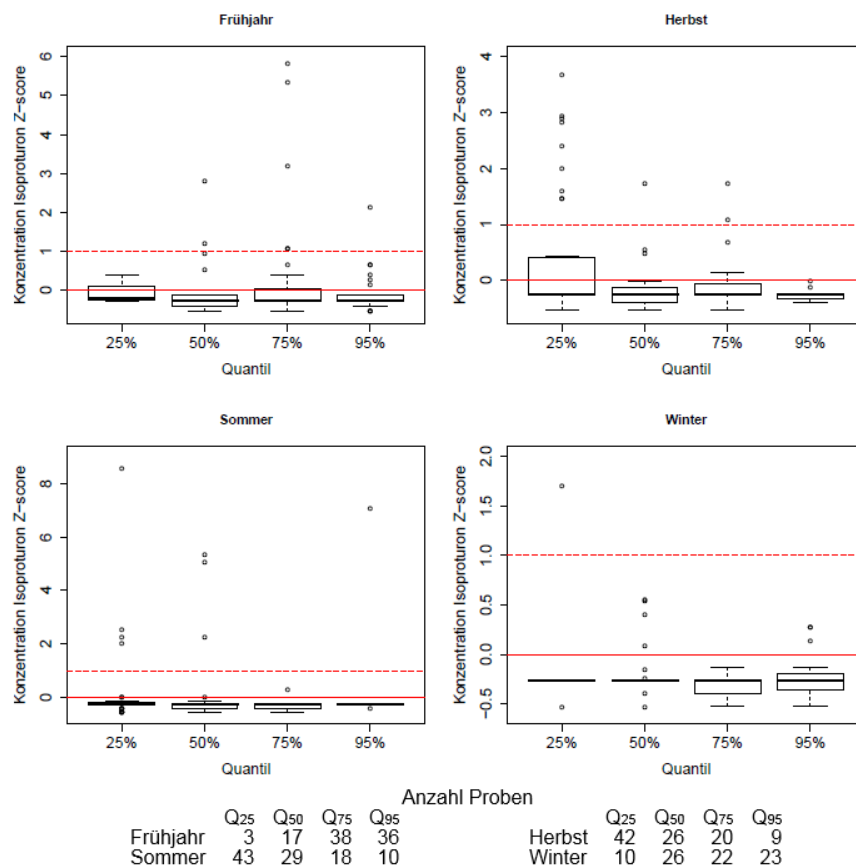 Frühjahr
Konzentration Isoproturon Z−score
6
5
4
3
2
1
0
25% 50% 75% 95%
Quantil
Herbst
Konzentration Isoproturon Z−score
4
3
2
1
0
25% 50% 75% 95%
Quantil
Sommer
Konzentration Isoproturon Z−score
8
6
4
2
0
25% 50% 75% 95%
Quantil
Winter
Konzentration Isoproturon Z−score
2.0
1.5
1.0
0.5
0.0
−0.5
25% 50% 75% 95%
Quantil
Anzahl Proben
Q25 Q50 Q75 Q95
Frühjahr 3 17 38 36
Sommer 43 29 18 10
Q25 Q50 Q75 Q95
Herbst 42 26 20 9
Winter 10 26 22 23